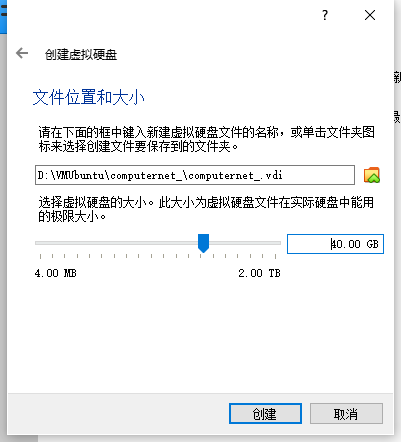 ?
创建虚拟硬盘
文件位置和大小
请在下面的框中键入新建虚拟硬盘文件的名称，或单击文件夹图
标来选择创建文件要保存到的文件夹。
D:\VMUbuntu\computernet_\computernet_.vdi
选择虚拟硬盘的大小。此大小为虚拟硬盘文件在实际硬盘中能用
的极限大小。
40.00 GB
4.00 MB 2.00 TB
创建 取消